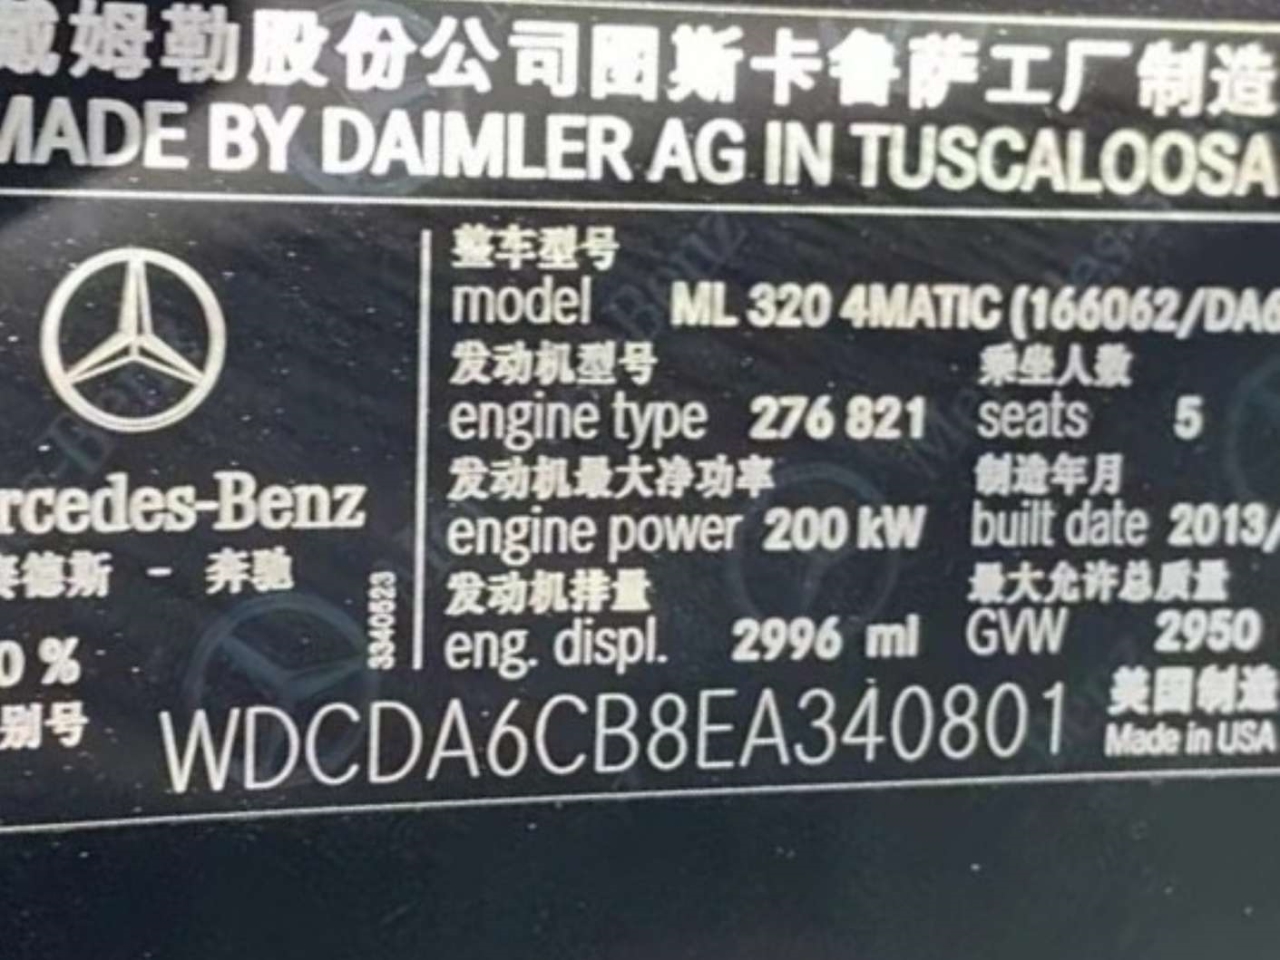 戴姆勒股份公司图斯卡鲁萨工厂制造
MADE BY DAIMLER AG IN TUSCALOOSA
整车型号
model ML 320 4MATIC (166062/DA6
发动机型号 乘坐人数
engine type 276 821 seats 5
发动机最大净功率 制造年月
engine power 200 kW built date 2013/
发动机排量 最大允许总质量
eng. displ. 2996 ml GVW 2950
rcedes-Benz
德斯 - 奔驰
3340523
0 %
别号
WDCDA6CB8EA340801
美国制造
Made in USA